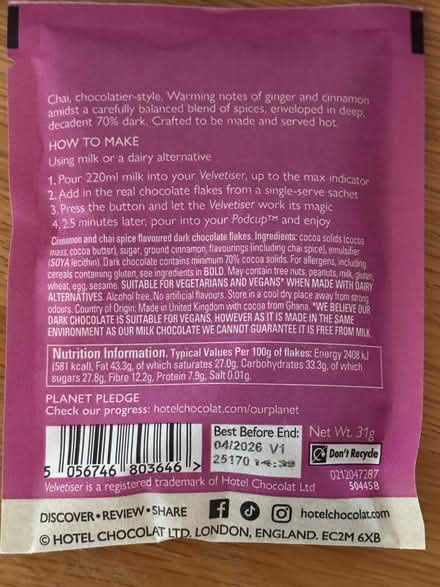 Chai, chocolatier-style. Warming notes of ginger and cinnamon
amidst a carefully balanced blend of spices, enveloped in deep,
decadent 70% dark. Crafted to be made and served hot.
HOW TO MAKE
Using milk or a dairy alternative
1. Pour 220ml milk into your Velvetiser, up to the max indicator
2. Add in the real chocolate flakes from a single-serve sachet
3. Press the button and let the Velvetiser work its magic
4. 2.5 minutes later, pour into your Podcup™ and enjoy
Cinnamon and chai spice flavoured dark chocolate flakes. Ingredients: cocoa solids (cocoa
mass, cocoa butter), sugar, ground cinnamon, flavourings (including chai spice), emulsifier
(SOYA lecithin). Dark chocolate contains minimum 70% cocoa solids. For allergens, including
cereals containing gluten, see ingredients in BOLD. May contain tree nuts, peanuts, milk, gluten,
wheat, egg, sesame. SUITABLE FOR VEGETARIANS AND VEGANS* WHEN MADE WITH DAIRY
ALTERNATIVES. Alcohol free. No artificial flavours. Store in a cool dry place away from strong
odours. Country of Origin: Made in United Kingdom with cocoa from Ghana. *WE BELIEVE OUR
DARK CHOCOLATE IS SUITABLE FOR VEGANS, HOWEVER AS IT IS MADE IN THE SAME
ENVIRONMENT AS OUR MILK CHOCOLATE WE CANNOT GUARANTEE IT IS FREE FROM MILK.
Nutrition Information. Typical Values Per 100g of flakes: Energy 2408 kJ
(581 kcal), Fat 43.3g, of which saturates 27.0g, Carbohydrates 33.3g, of which
sugars 27.8g, Fibre 12.2g, Protein 7.9g, Salt 0.01g.
PLANET PLEDGE
Check our progress: hotelchocolat.com/ourplanet
Best Before End: Net Wt. 31g
04/2026 V1
25170 14:39
Don't Recycle
5 056746 803646 >
0212047287
504458
Velvetiser is a registered trademark of Hotel Chocolat Ltd
DISCOVER • REVIEW • SHARE hotelchocolat.com
© HOTEL CHOCOLAT LTD. LONDON, ENGLAND. EC2M 6XB